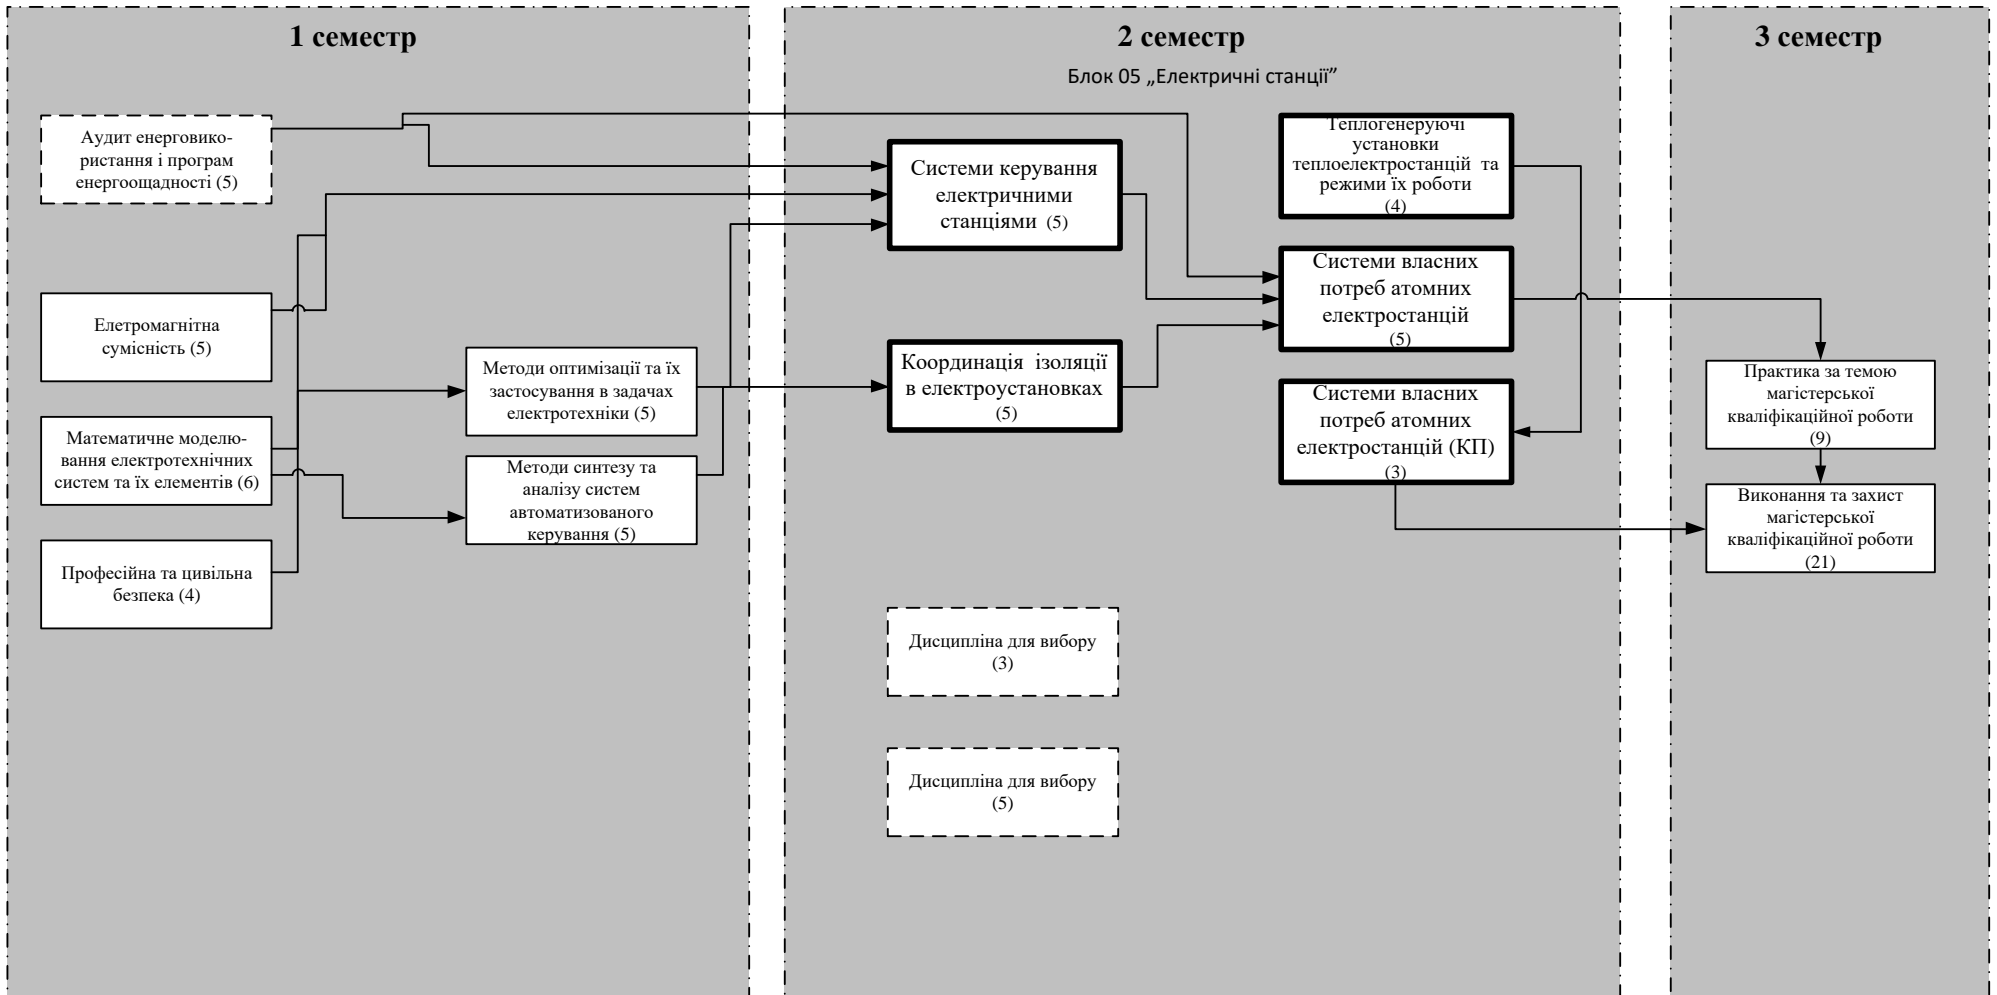 1 семестр
Аудит енерговико-
ристання і програм
енергоощадності (5)
Елетромагнітна
сумісність (5)
Математичне моделю-
вання електротехнічних
систем та їх елементів (6)
Професійна та цивільна
безпека (4)
Методи оптимізації та їх
застосування в задачах
електротехніки (5)
Методи синтезу та
аналізу систем
автоматизованого
керування (5)
2 семестр
Блок 05 „Електричні станції”
Системи керування
електричними
станціями (5)
Координація ізоляції
в електроустановках
(5)
Дисципліна для вибору
(3)
Дисципліна для вибору
(5)
Теплогенеруючі
установки
теплоелектростанцій та
режими їх роботи
(4)
Системи власних
потреб атомних
електростанцій
(5)
Системи власних
потреб атомних
електростанцій (КП)
(3)
3 семестр
Практика за темою
магістерської
кваліфікаційної роботи
(9)
Виконання та захист
магістерської
кваліфікаційної роботи
(21)